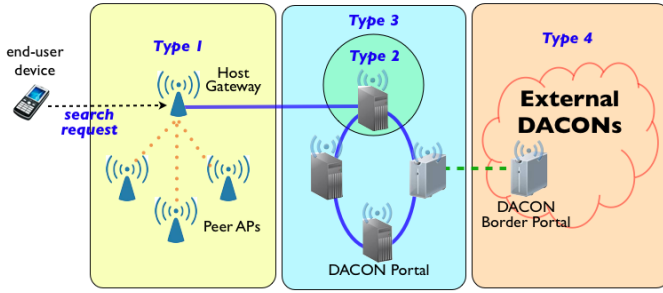 end-user
device
search
request
Type 1
Host
Gateway
Peer APs
Type 3
Type 2
DACON Portal
Type 4
External
DACONs
DACON
Border Portal